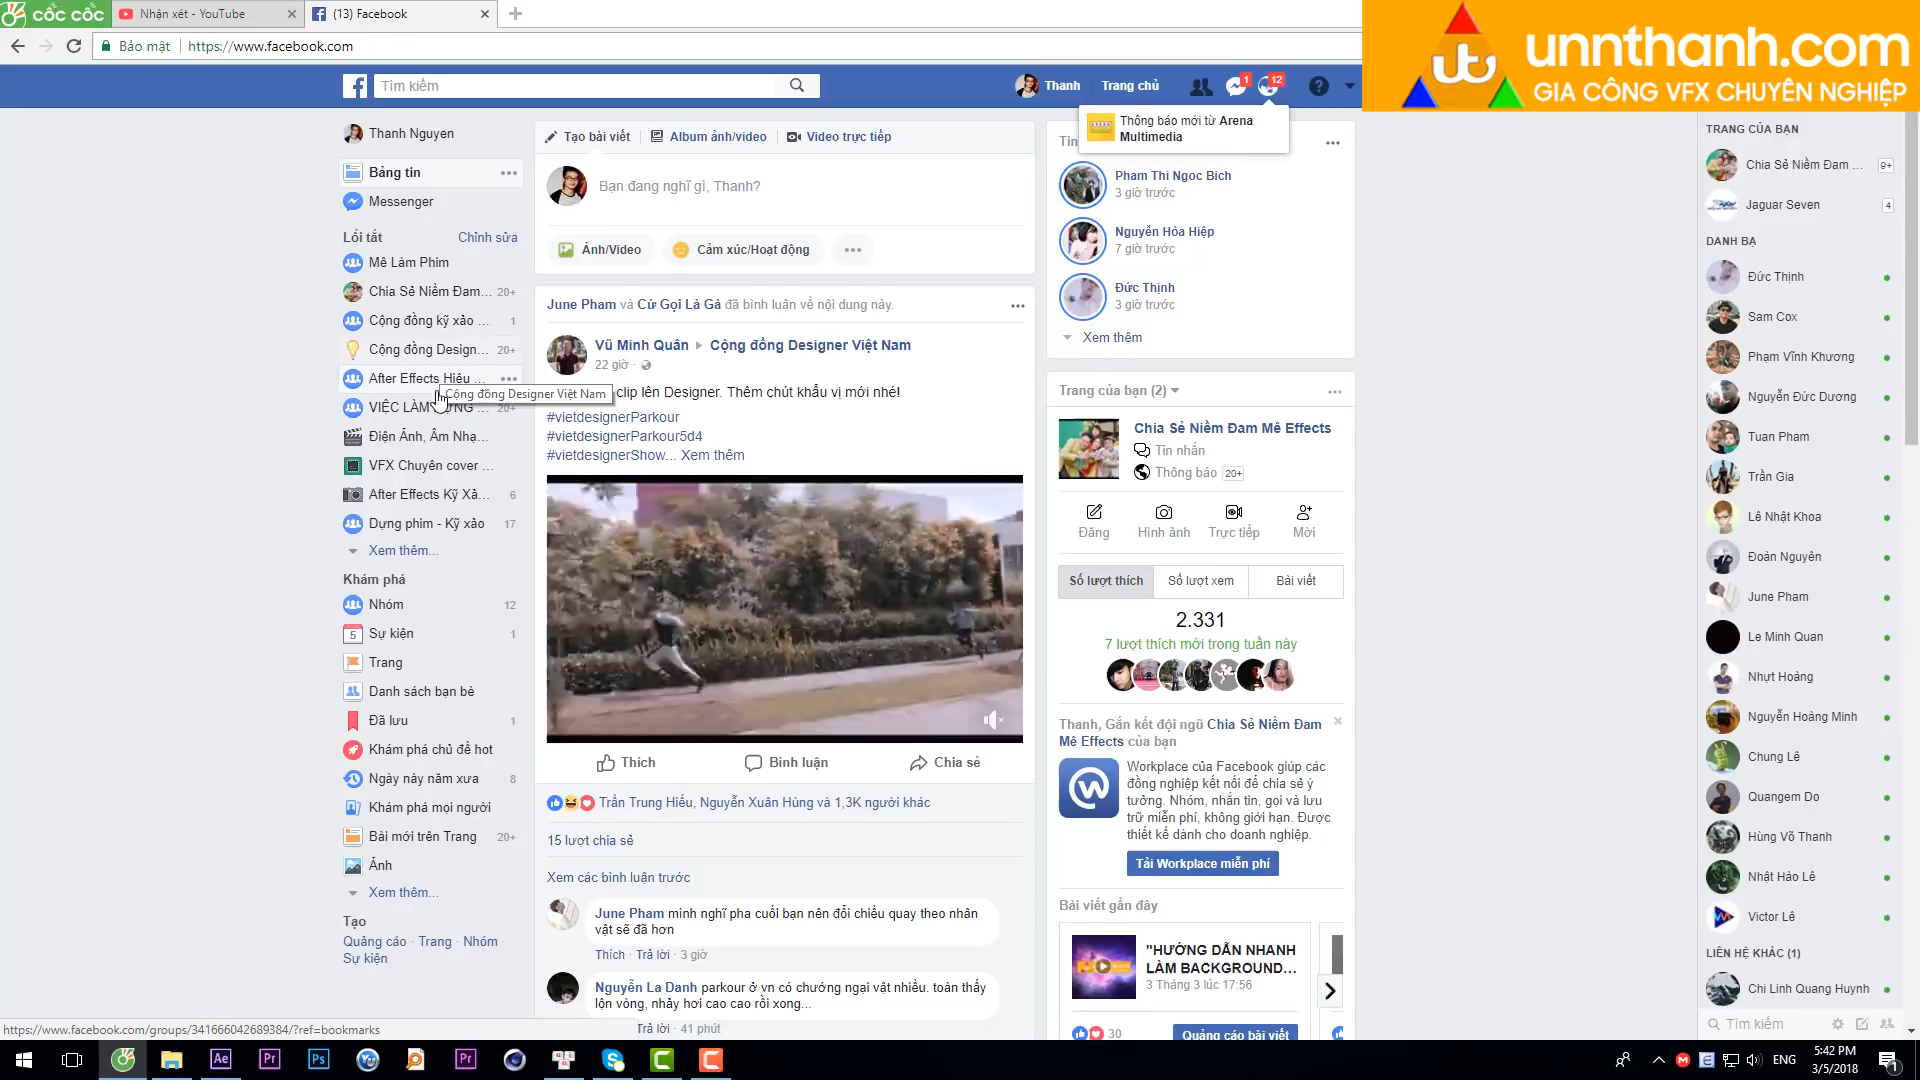 cốc cốc
Nhận xét - YouTube
(13) Facebook
Bảo mật
https://www.facebook.com
unnthanh.com
GIA CÔNG VFX CHUYÊN NGHIỆP
Tìm kiếm
Thanh
Trang chủ
1
12
Thông báo mới từ Arena
Multimedia
Thanh Nguyen
Bảng tin
Messenger
Lối tắt
Chỉnh sửa
Mê Làm Phim
Chia Sẻ Niềm Đam...
20+
Cộng đồng kỹ xảo ...
1
Cộng đồng Design...
20+
After Effects Hiệu ...
Cộng đồng Designer Việt Nam
20+
Điện Ảnh, Âm Nhạ...
VFX Chuyên cover ...
After Effects Kỹ Xả...
6
Dựng phim - Kỹ xảo
17
Xem thêm...
Khám phá
Nhóm
12
5
Sự kiện
1
Trang
Danh sách bạn bè
Đã lưu
1
Khám phá chủ đề hot
Ngày này năm xưa
8
Khám phá mọi người
Bài mới trên Trang
20+
Ảnh
Xem thêm...
Tạo
Quảng cáo · Trang · Nhóm ·
Sự kiện
Tạo bài viết
Album ảnh/video
Video trực tiếp
Bạn đang nghĩ gì, Thanh?
Ảnh/Video
Cảm xúc/Hoạt động
June Pham và Cứ Gọi Là Gà đã bình luận về nội dung này.
Vũ Minh Quân
Cộng đồng Designer Việt Nam
22 giờ
clip lên Designer. Thêm chút khẩu vị mới nhé!
#vietdesignerParkour
#vietdesignerParkour5d4
#vietdesignerShow... Xem thêm
Thích
Bình luận
Chia sẻ
Trần Trung Hiếu, Nguyễn Xuân Hùng và 1,3K người khác
15 lượt chia sẻ
Xem các bình luận trước
June Pham mình nghĩ pha cuối bạn nên đổi chiều quay theo nhân
vật sẽ đã hơn
Thích · Trả lời · 3 giờ
Nguyễn La Danh parkour ở vn có chướng ngại vật nhiều. toàn thấy
lộn vòng, nhảy hơi cao cao rồi xong...
Trả lời · 41 phút
Tin
Pham Thi Ngoc Bich
3 giờ trước
Nguyễn Hòa Hiệp
7 giờ trước
Đức Thịnh
3 giờ trước
Xem thêm
Trang của bạn (2)
Chia Sẻ Niềm Đam Mê Effects
Tin nhắn
Thông báo
20+
Đăng
Hình ảnh
Trực tiếp
Mời
Số lượt thích
Số lượt xem
Bài viết
2.331
7 lượt thích mới trong tuần này
Thanh, Gắn kết đội ngũ Chia Sẻ Niềm Đam
Mê Effects của bạn
Workplace của Facebook giúp các
đồng nghiệp kết nối để chia sẻ ý
tưởng. Nhóm, nhắn tin, gọi và lưu
trữ miễn phí, không giới hạn. Được
thiết kế dành cho doanh nghiệp.
Tải Workplace miễn phí
Bài viết gần đây
"HƯỚNG DẪN NHANH
LÀM BACKGROUND...
3 Tháng 3 lúc 17:56
30
Quảng cáo bài viết
TRANG CỦA BẠN
Chia Sẻ Niềm Đam ...
9+
Jaguar Seven
4
DANH BẠ
Đức Thịnh
Sam Cox
Phạm Vĩnh Khương
Nguyễn Đức Dương
Tuan Pham
Trần Gia
Lê Nhật Khoa
Đoàn Nguyên
June Pham
Le Minh Quan
Nhựt Hoảng
Nguyễn Hoàng Minh
Chung Lê
Quangem Do
Hùng Võ Thanh
Nhật Hảo Lê
Victor Lê
LIÊN HỆ KHÁC (1)
Chi Linh Quang Huynh
Tìm kiếm
https://www.facebook.com/groups/341666042689384/?ref=bookmarks
Ae
Pr
Ps
Pr
ENG
5:42 PM
3/5/2018
1